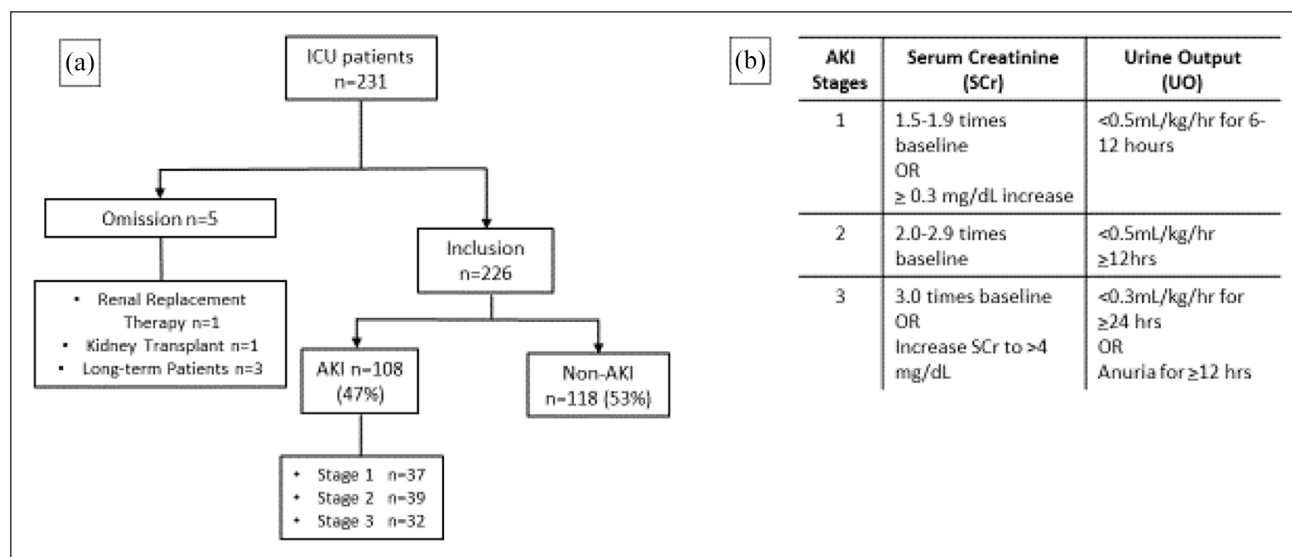 (a)
ICU patients
n=231
Omission n=5
Inclusion
n=226
▪ Renal Replacement
Therapy n=1
▪ Kidney Transplant n=1
▪ Long-term Patients n=3
AKI n=108
(47%)
Non-AKI
n=118 (53%)
• Stage 1 n=37
• Stage 2 n=39
• Stage 3 n=32
(b)
AKI Stages
Serum Creatinine (SCr)
Urine Output (UO)
1
1.5-1.9 times
baseline
OR
≥ 0.3 mg/dL increase
<0.5mL/kg/hr for 6-
12 hours
2
2.0-2.9 times
baseline
<0.5mL/kg/hr
≥12hrs
3
3.0 times baseline
OR
Increase SCr to >4
mg/dL
<0.3mL/kg/hr for
≥24 hrs
OR
Anuria for ≥12 hrs